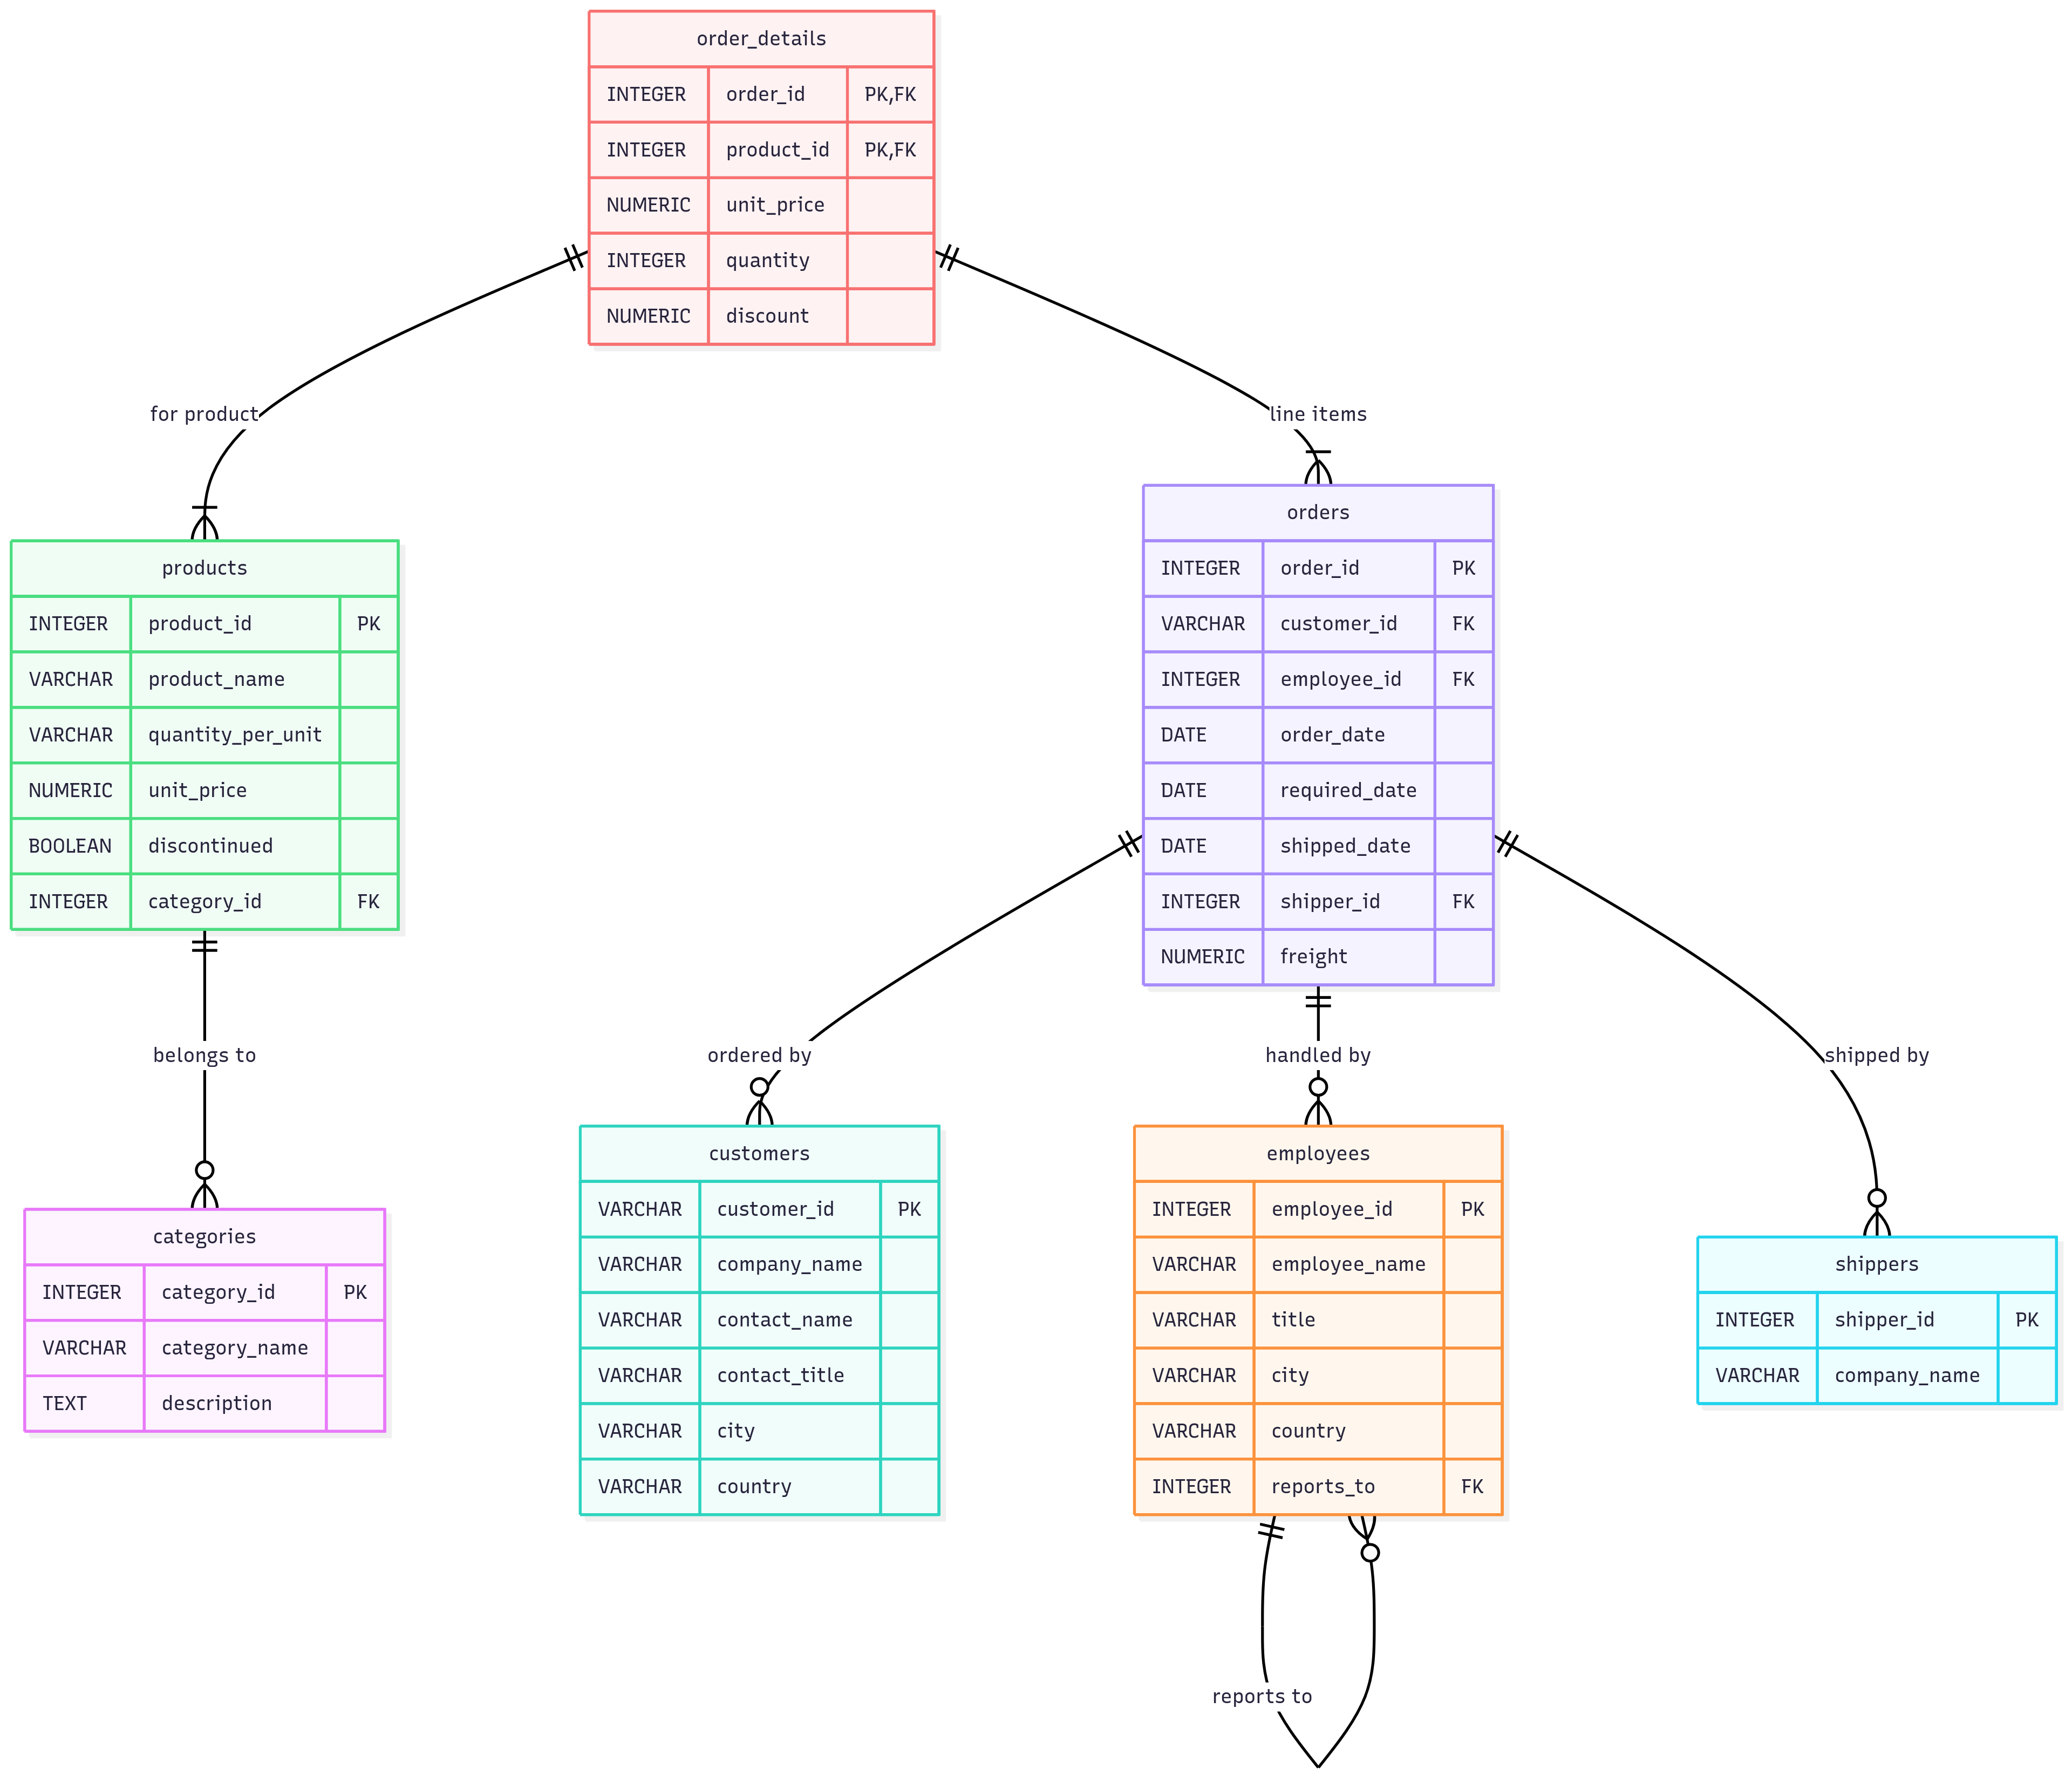 order_details
INTEGER order_id PK,FK
INTEGER product_id PK,FK
NUMERIC unit_price
INTEGER quantity
NUMERIC discount
for product
line items
products
INTEGER product_id PK
VARCHAR product_name
VARCHAR quantity_per_unit
NUMERIC unit_price
BOOLEAN discontinued
INTEGER category_id FK
orders
INTEGER order_id PK
VARCHAR customer_id FK
INTEGER employee_id FK
DATE order_date
DATE required_date
DATE shipped_date
INTEGER shipper_id FK
NUMERIC freight
belongs to
ordered by
handled by
shipped by
categories
INTEGER category_id PK
VARCHAR category_name
TEXT description
customers
VARCHAR customer_id PK
VARCHAR company_name
VARCHAR contact_name
VARCHAR contact_title
VARCHAR city
VARCHAR country
employees
INTEGER employee_id PK
VARCHAR employee_name
VARCHAR title
VARCHAR city
VARCHAR country
INTEGER reports_to FK
shippers
INTEGER shipper_id PK
VARCHAR company_name
reports to